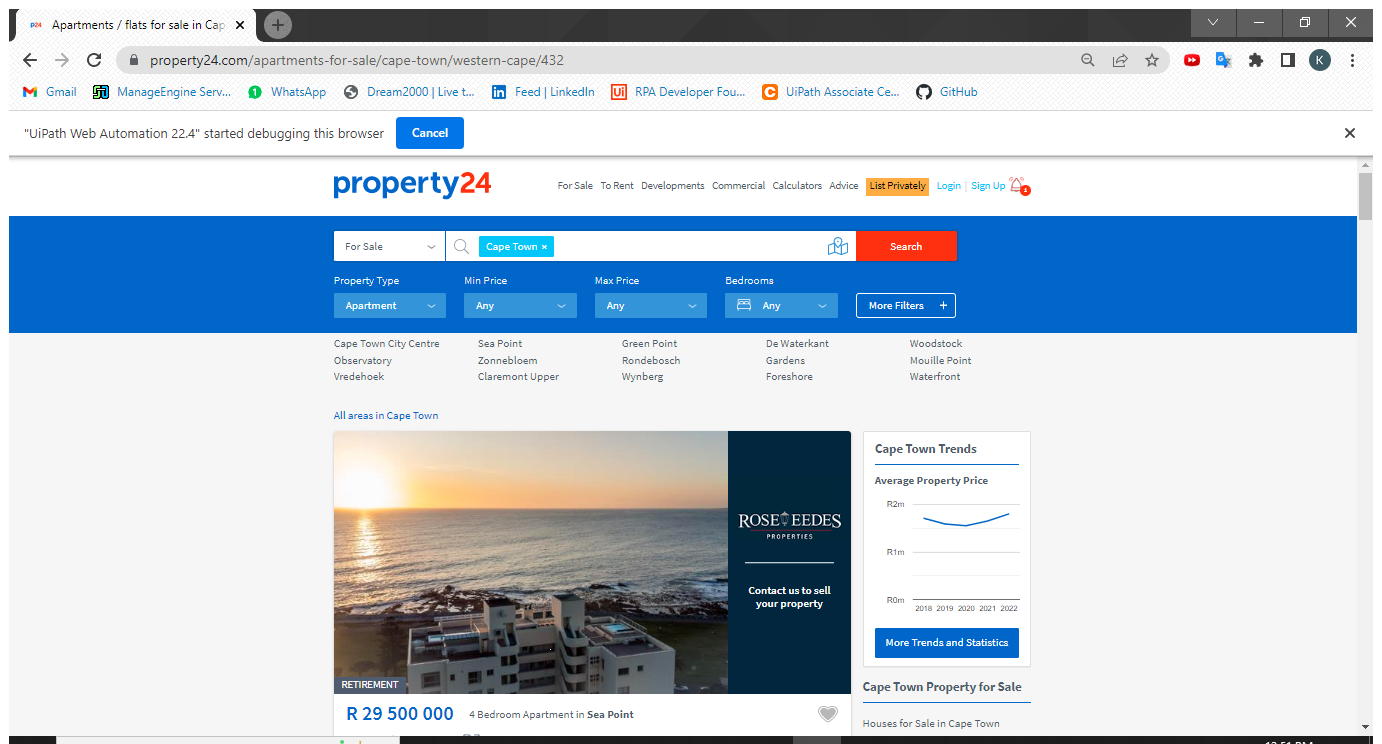 p24 Apartments / flats for sale in Cap
property24.com/apartments-for-sale/cape-town/western-cape/432
K
Gmail ManageEngine Serv... 1 WhatsApp Dream2000 | Live t... in Feed | LinkedIn Ui RPA Developer Fou... C UiPath Associate Ce... GitHub
"UiPath Web Automation 22.4" started debugging this browser Cancel
property24
For Sale To Rent Developments Commercial Calculators Advice List Privately Login | Sign Up 1
For Sale Cape Town × Search
Property Type Min Price Max Price Bedrooms
Apartment Any Any Any More Filters +
Cape Town City Centre Sea Point Green Point De Waterkant Woodstock
Observatory Zonnebloem Rondebosch Gardens Mouille Point
Vredehoek Claremont Upper Wynberg Foreshore Waterfront
All areas in Cape Town
ROSE EEDES
PROPERTIES
Contact us to sell
your property
RETIREMENT
R 29 500 000 4 Bedroom Apartment in Sea Point
Cape Town Trends
Average Property Price
R2m
R1m
R0m
2018 2019 2020 2021 2022
More Trends and Statistics
Cape Town Property for Sale
Houses for Sale in Cape Town